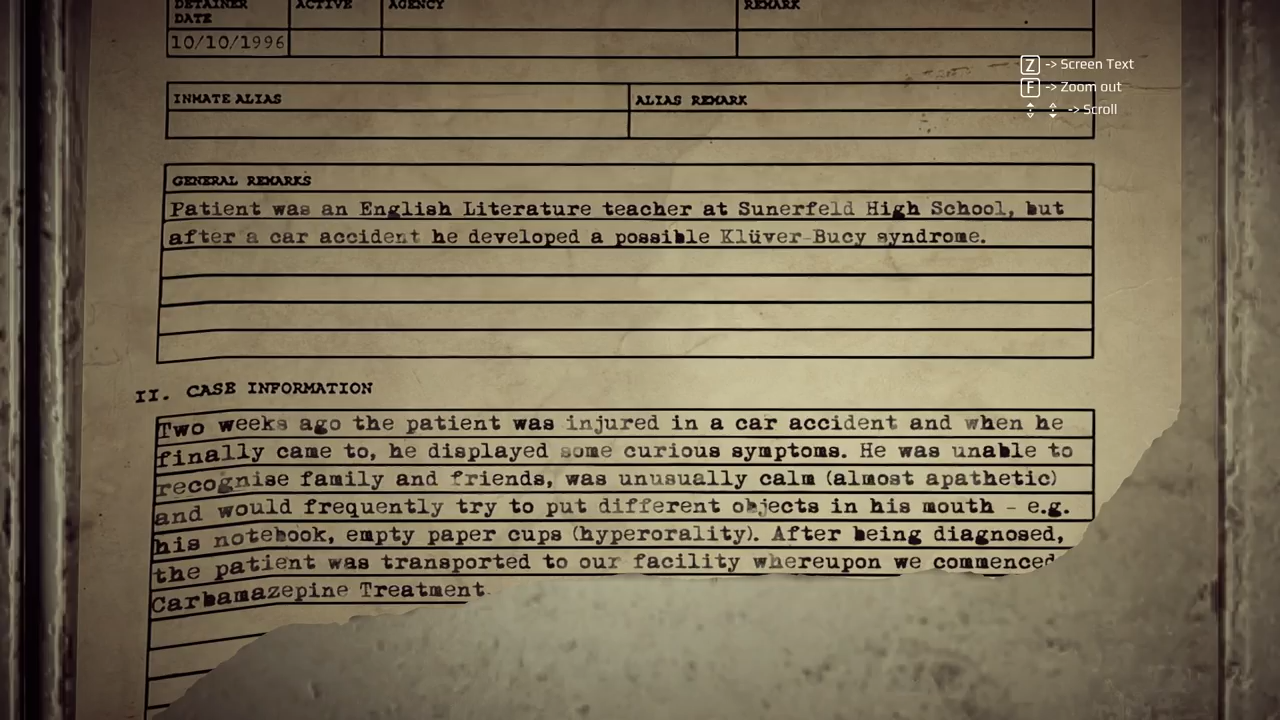 DETAINER DATE
ACTIVE
AGENCY
REMARK
10/10/1996
Z -> Screen Text
F -> Zoom out
-> Scroll
INMATE ALIAS
ALIAS REMARK
GENERAL REMARKS
Patient was an English Literature teacher at Sunerfeld High School, but
after a car accident he developed a possible Klüver-Bucy syndrome.
II. CASE INFORMATION
Two weeks ago the patient was injured in a car accident and when he
finally came to, he displayed some curious symptoms. He was unable to
recognise family and friends, was unusually calm (almost apathetic)
and would frequently try to put different objects in his mouth - e.g.
his notebook, empty paper cups (hyperorality). After being diagnosed,
the patient was transported to our facility whereupon we commenced
Carbamazepine Treatment.